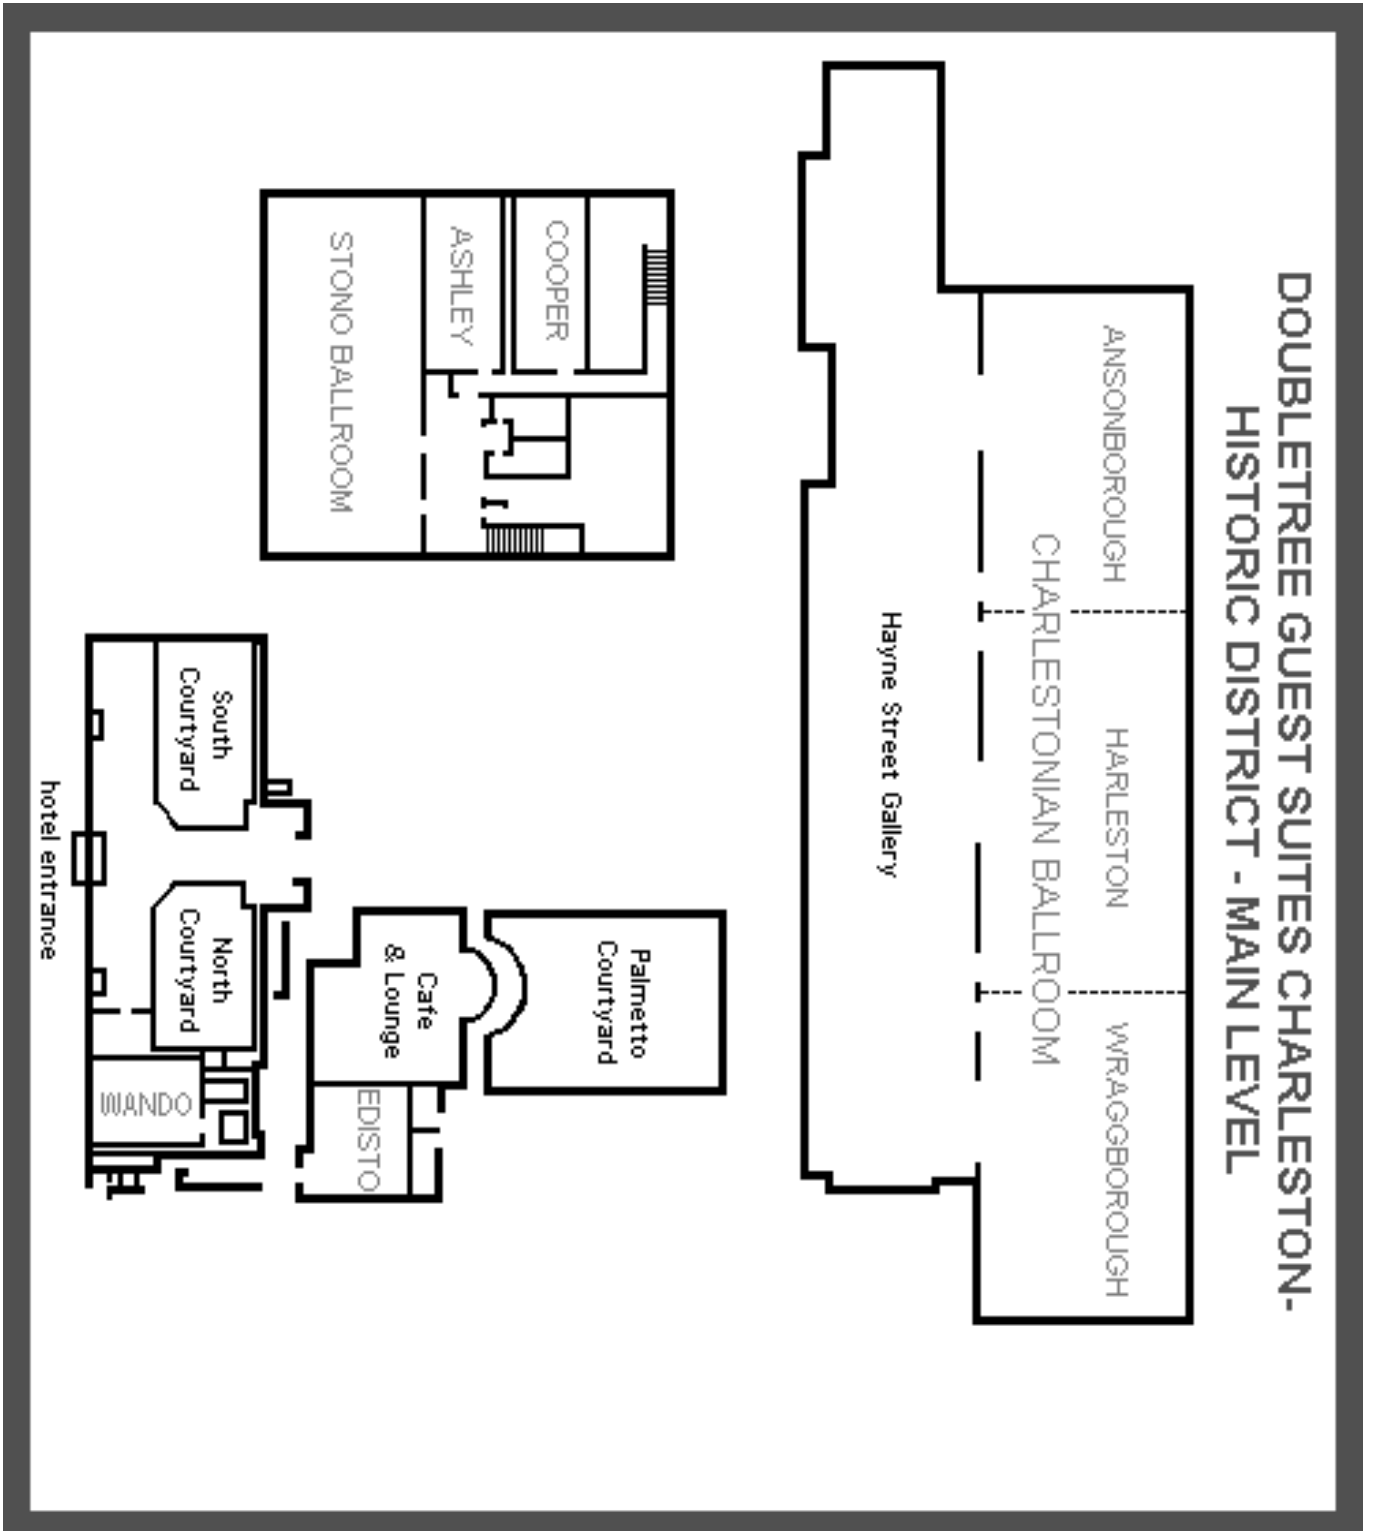 DOUBLETREE GUEST SUITES CHARLESTON-
HISTORIC DISTRICT - MAIN LEVEL
ANSONBOROUGH
HARLESTON
WRAGGBOROUGH
CHARLESTONIAN BALLROOM
Hayne Street Gallery
COOPER
ASHLEY
STONO BALLROOM
Palmetto
Courtyard
Cafe
& Lounge
EDISTO
South
Courtyard
North
Courtyard
WANDO
hotel entrance